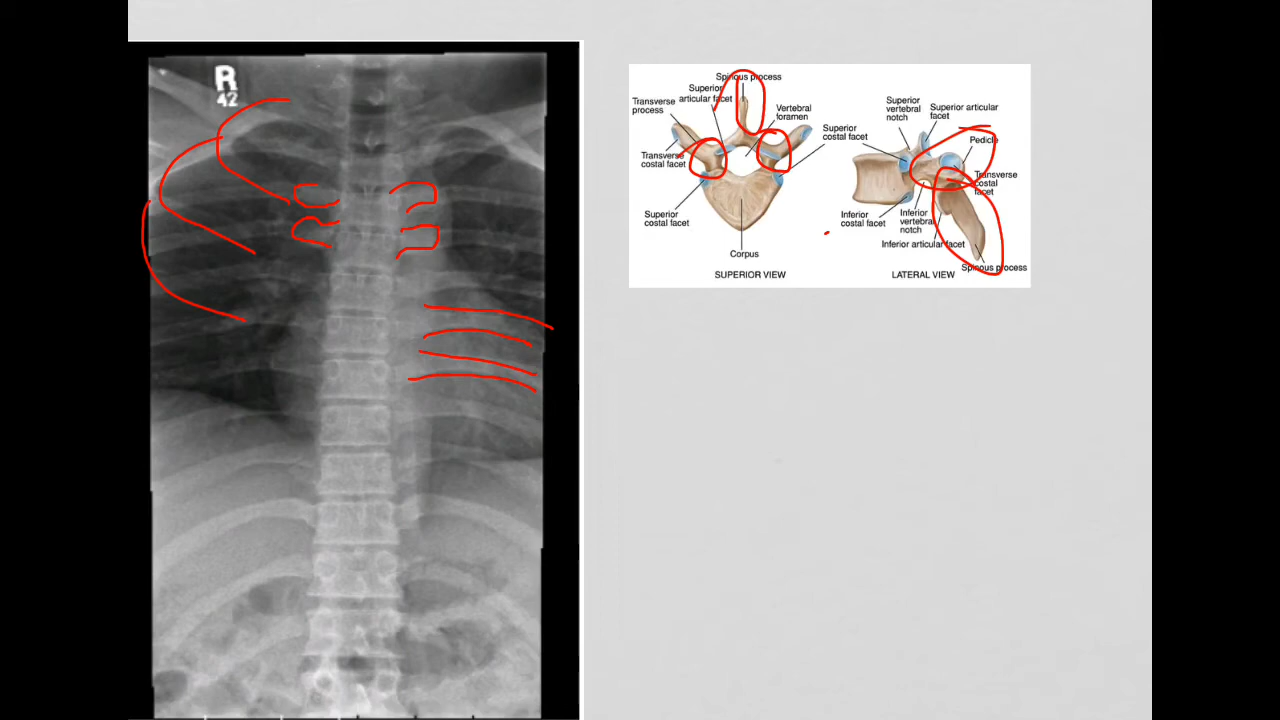 R
42
Spinous process
Superior
articular facet
Transverse
process
Vertebral
foramen
Transverse
costal facet
Superior
costal facet
Superior
costal facet
Corpus
SUPERIOR VIEW
Superior
vertebral
notch
Superior articular
facet
Pedicle
Transverse
costal
facet
Inferior
costal facet
Inferior
vertebral
notch
Inferior articular facet
Spinous process
LATERAL VIEW